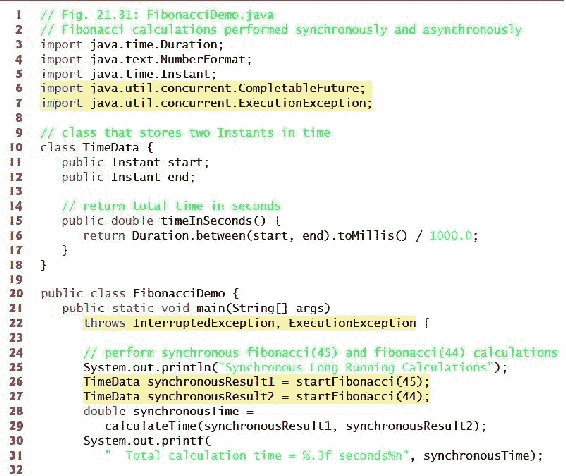 1 // Fig. 21.31: FibonacciDemo.java
2 // Fibonacci calculations performed synchronously and asynchronously
3 import java.time.Duration;
4 import java.text.NumberFormat;
5 import java.time.Instant;
6 import java.util.concurrent.CompletableFuture;
7 import java.util.concurrent.ExecutionException;
8
9 // class that stores two Instants in time
10 class TimeData {
11 public Instant start;
12 public Instant end;
13
14 // return total time in seconds
15 public double timeInSeconds() {
16 return Duration.between(start, end).toMillis() / 1000.0;
17 }
18 }
19
20 public class FibonacciDemo {
21 public static void main(String[] args)
22 throws InterruptedException, ExecutionException {
23
24 // perform synchronous fibonacci(45) and fibonacci(44) calculations
25 System.out.println("Synchronous Long Running Calculations");
26 TimeData synchronousResult1 = startFibonacci(45);
27 TimeData synchronousResult2 = startFibonacci(44);
28 double synchronousTime =
29 calculateTime(synchronousResult1, synchronousResult2);
30 System.out.printf(
31 " Total calculation time = %.3f seconds%n", synchronousTime);
32